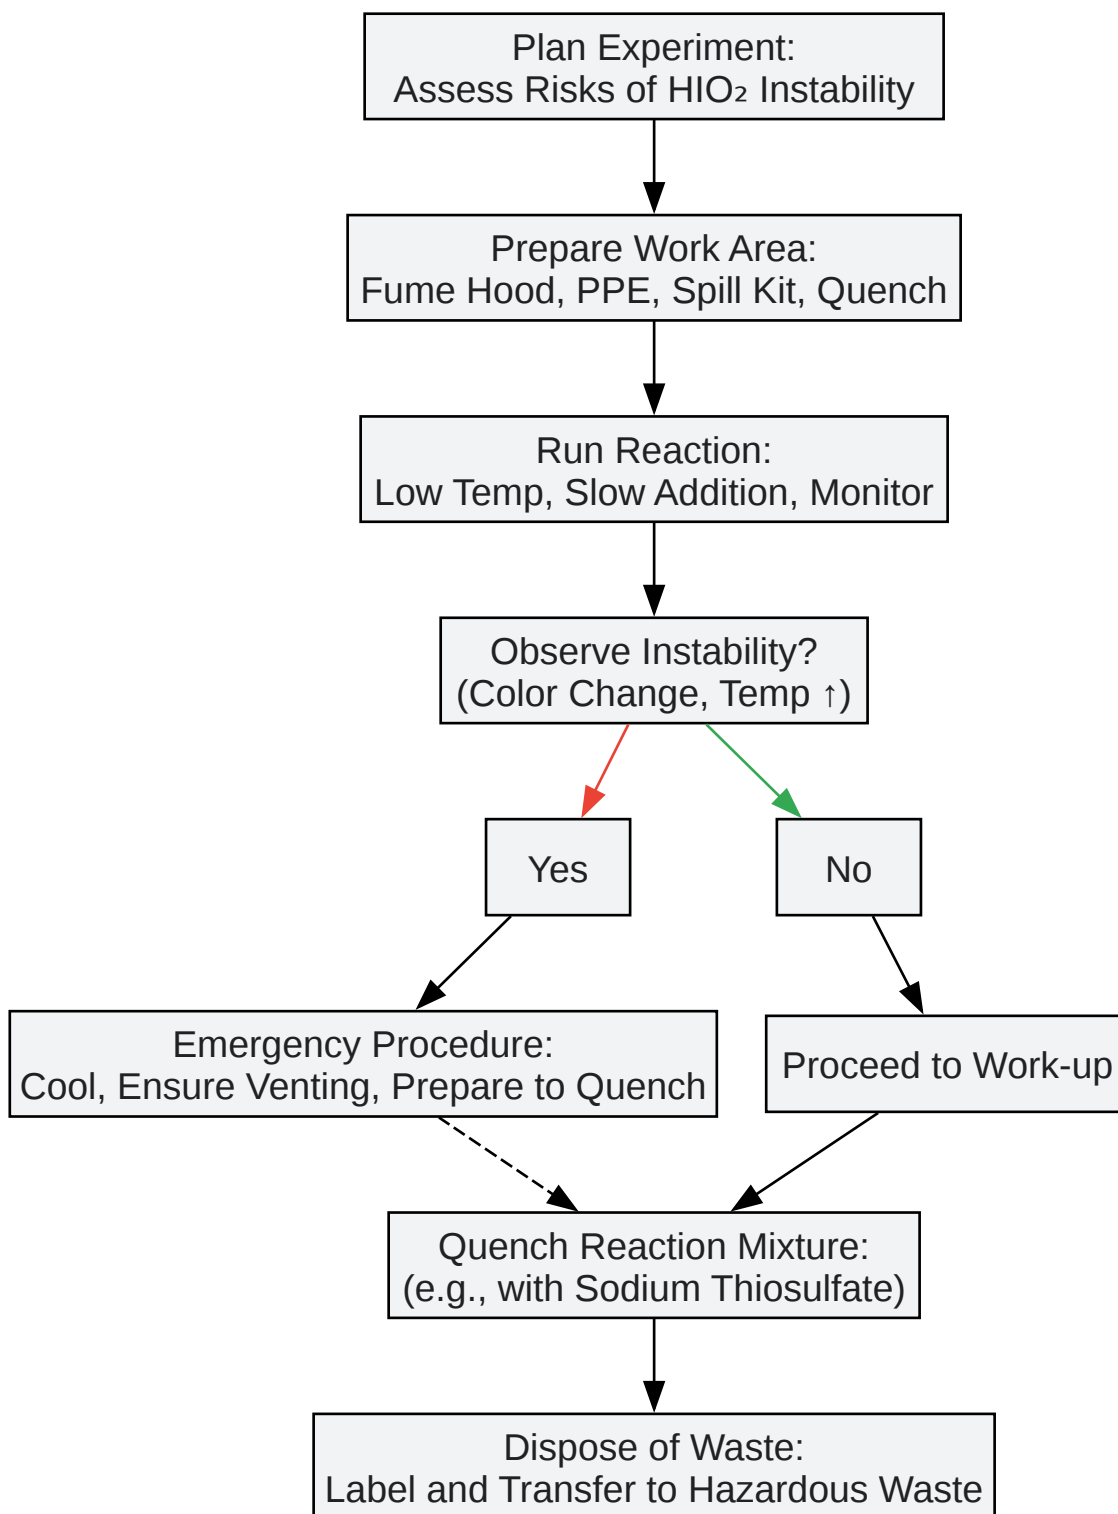 Plan Experiment:
Assess Risks of HIO₂ Instability
Prepare Work Area:
Fume Hood, PPE, Spill Kit, Quench
Run Reaction:
Low Temp, Slow Addition, Monitor
Observe Instability?
(Color Change, Temp ↑)
Yes
No
Emergency Procedure:
Cool, Ensure Venting, Prepare to Quench
Proceed to Work-up
Quench Reaction Mixture:
(e.g., with Sodium Thiosulfate)
Dispose of Waste:
Label and Transfer to Hazardous Waste